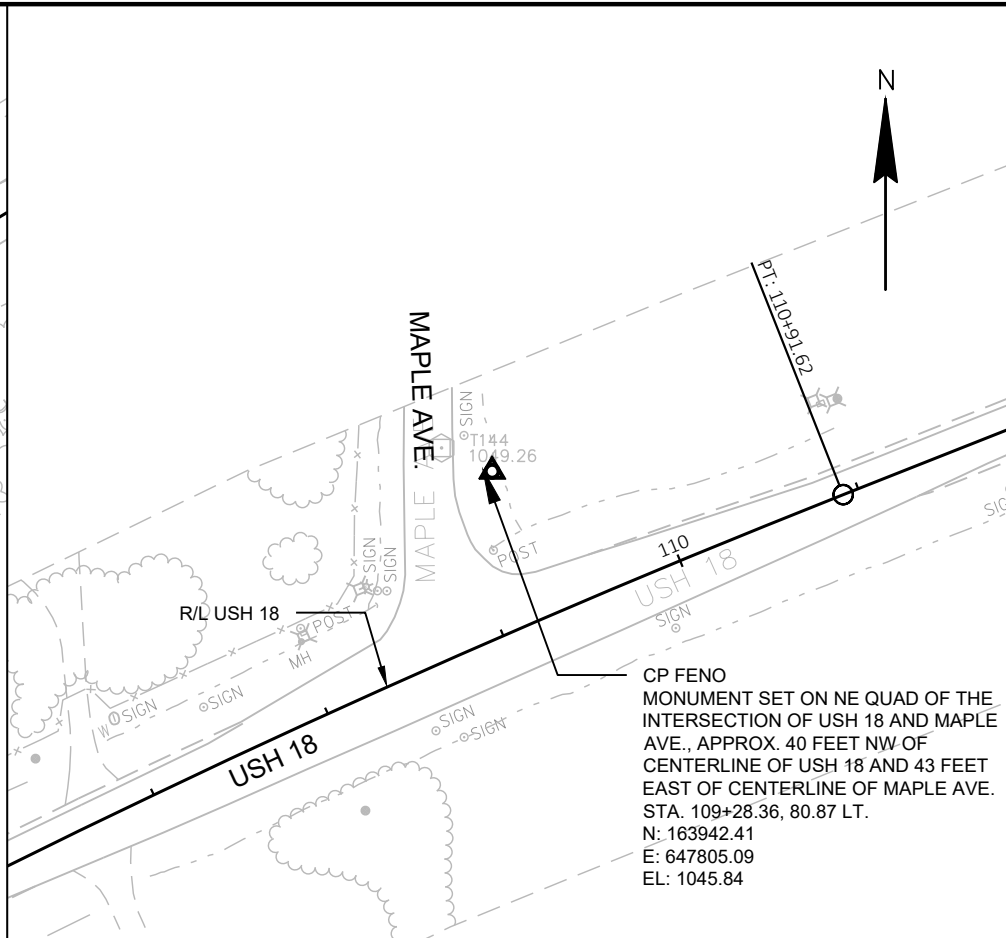 N
PT: 110+91.62
MAPLE AVE.
SIGN
T144
1049.26
MAPLE
POST
SIGN
SIGN
110
USH 18
SIGN
R/L USH 18
POST
MH
SIGN
SIGN
W
SIGN
SIGN
USH 18
CP FENO
MONUMENT SET ON NE QUAD OF THE
INTERSECTION OF USH 18 AND MAPLE
AVE., APPROX. 40 FEET NW OF
CENTERLINE OF USH 18 AND 43 FEET
EAST OF CENTERLINE OF MAPLE AVE.
STA. 109+28.36, 80.87 LT.
N: 163942.41
E: 647805.09
EL: 1045.84